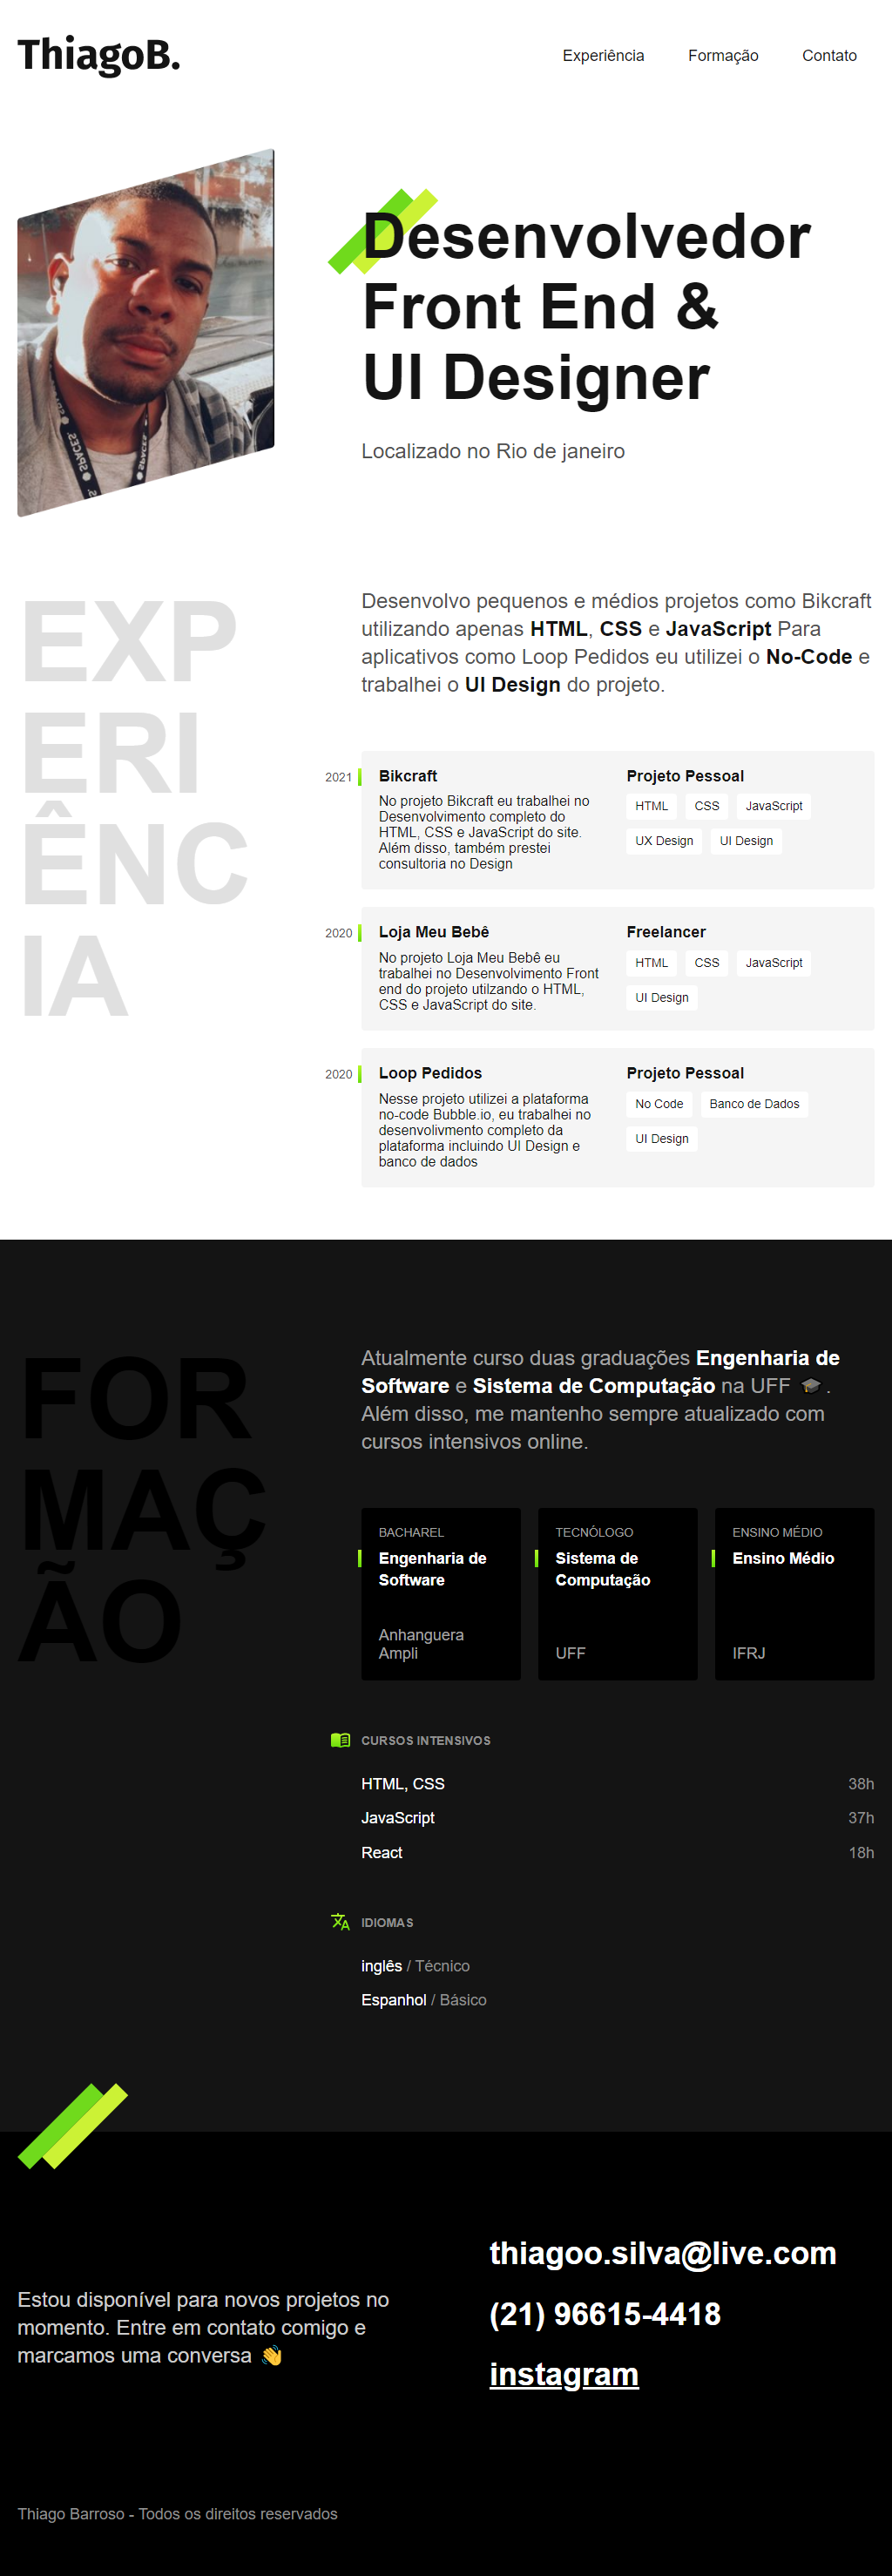 ThiagoB.
Experiência
Formação
Contato
SPACES
SPACES
Desenvolvedor
Front End &
UI Designer
Localizado no Rio de janeiro
EXP
ERI
ÊNC
IA
Desenvolvo pequenos e médios projetos como Bikcraft
utilizando apenas HTML, CSS e JavaScript Para
aplicativos como Loop Pedidos eu utilizei o No-Code e
trabalhei o UI Design do projeto.
2021
Bikcraft
No projeto Bikcraft eu trabalhei no
Desenvolvimento completo do
HTML, CSS e JavaScript do site.
Além disso, também prestei
consultoria no Design
Projeto Pessoal
HTML CSS JavaScript
UX Design UI Design
2020
Loja Meu Bebê
No projeto Loja Meu Bebê eu
trabalhei no Desenvolvimento Front
end do projeto utilzando o HTML,
CSS e JavaScript do site.
Freelancer
HTML CSS JavaScript
UI Design
2020
Loop Pedidos
Nesse projeto utilizei a plataforma
no-code Bubble.io, eu trabalhei no
desenvolivmento completo da
plataforma incluindo UI Design e
banco de dados
Projeto Pessoal
No Code Banco de Dados
UI Design
FOR
MAÇ
ÃO
Atualmente curso duas graduações Engenharia de
Software e Sistema de Computação na UFF 🎓.
Além disso, me mantenho sempre atualizado com
cursos intensivos online.
BACHAREL
Engenharia de
Software
Anhanguera
Ampli
TECNÓLOGO
Sistema de
Computação
UFF
ENSINO MÉDIO
Ensino Médio
IFRJ
CURSOS INTENSIVOS
HTML, CSS 38h
JavaScript 37h
React 18h
IDIOMAS
inglês / Técnico
Espanhol / Básico
Estou disponível para novos projetos no
momento. Entre em contato comigo e
marcamos uma conversa 👋
thiagoo.silva@live.com
(21) 96615-4418
instagram
Thiago Barroso - Todos os direitos reservados